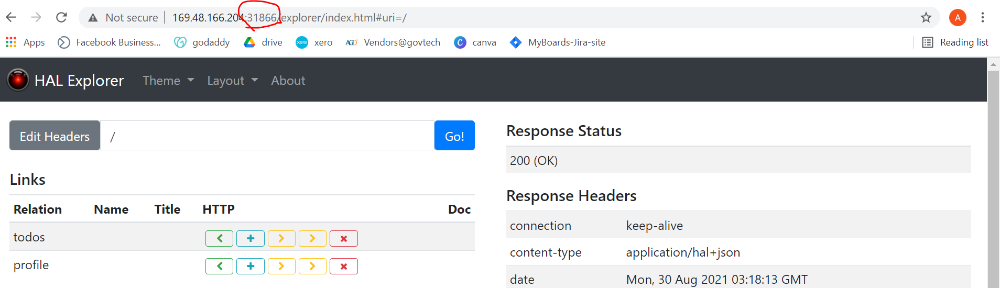 Not secure 169.48.166.204:31866/explorer/index.html#uri=/ A
Apps Facebook Business... godaddy drive xero xero AGD Vendors@govtech C canva MyBoards-Jira-site Reading list
HAL Explorer Theme Layout About
Edit Headers / Go!
Links
Relation Name Title HTTP Doc
todos
profile
Response Status
200 (OK)
Response Headers
connection keep-alive
content-type application/hal+json
date Mon, 30 Aug 2021 03:18:13 GMT